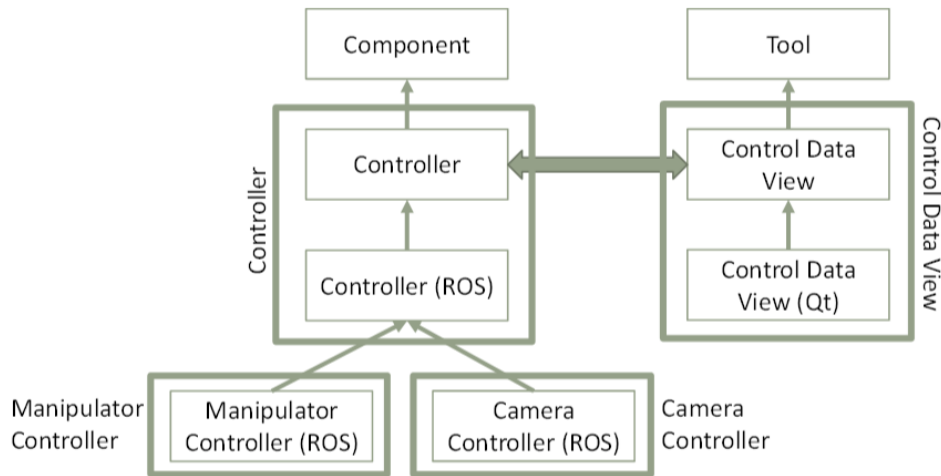 Component
Tool
Controller
Controller
Control Data
View
Control Data View
Controller (ROS)
Control Data
View (Qt)
Manipulator
Controller
Manipulator
Controller (ROS)
Camera
Controller (ROS)
Camera
Controller